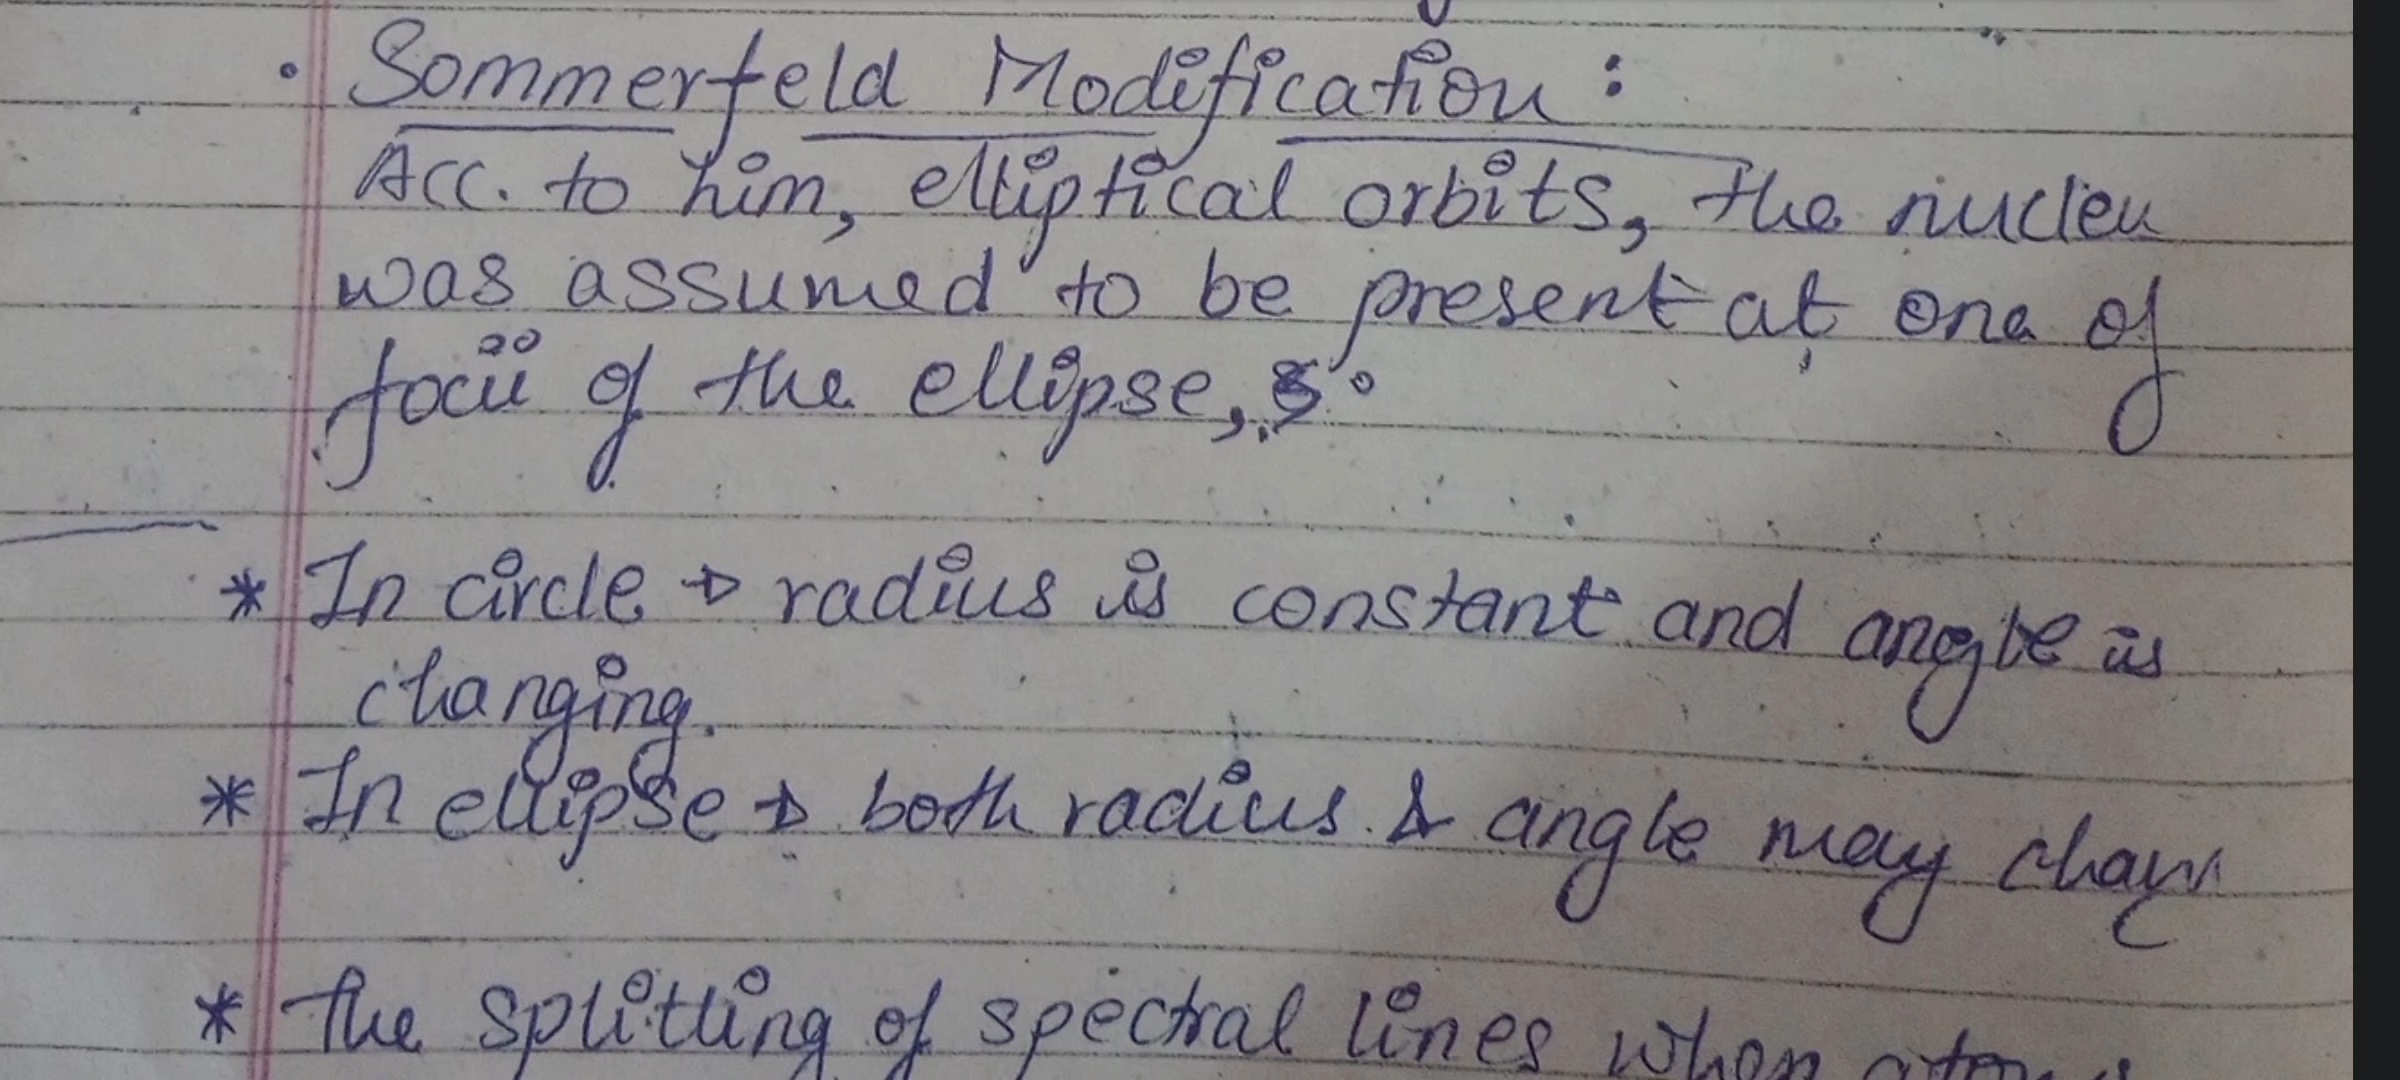 • Sommerfeld Modification :
Acc. to him, elliptical orbits, the nucleu
was assumed to be present at one of
focii of the ellipse,
* In circle → radius is constant and angle is
changing.
* In ellipse → both radius & angle may chan
* The splitting of spectral lines when atom